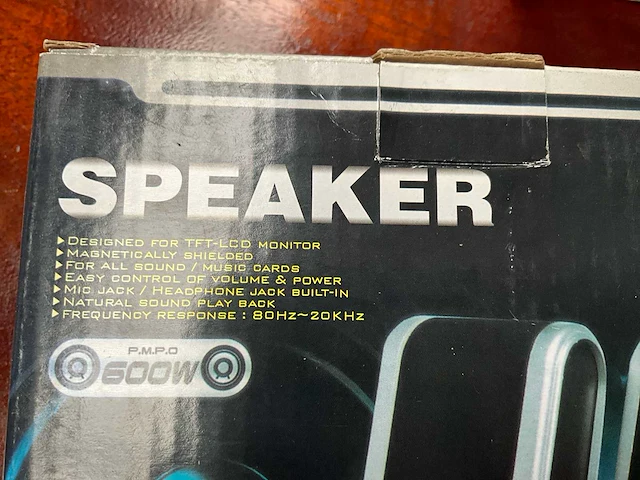 SPEAKER
DESIGNED FOR TFT-LCD MONITOR
MAGNETICALLY SHIELDED
FOR ALL SOUND / MUSIC CARDS
EASY CONTROL OF VOLUME & POWER
MIC JACK / HEADPHONE JACK BUILT-IN
NATURAL SOUND PLAY BACK
FREQUENCY RESPONSE : 80HZ~20KHZ
P.M.P.O
600W